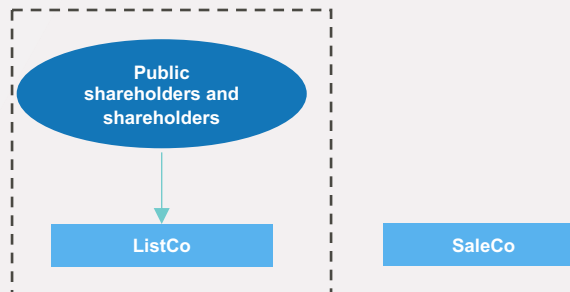 Public
shareholders and
shareholders
ListCo
SaleCo